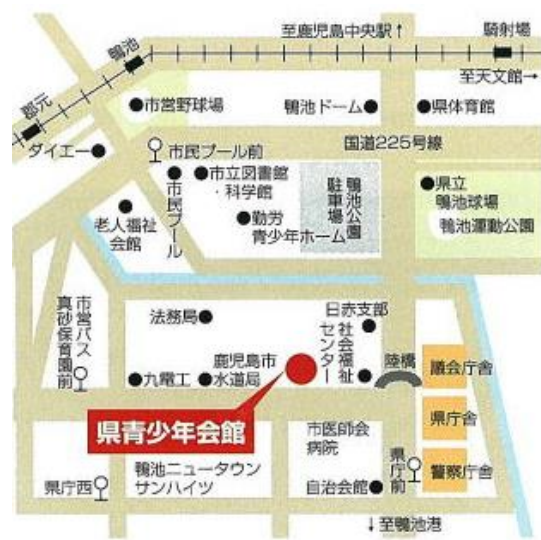 至鹿児島中央駅↑
騎射場
鴨池
至天文館→
郡元
市営野球場
鴨池ドーム
県体育館
国道225号線
ダイエー
市民プール前
市立図書館
・科学館
市民プール
鴨池公園
駐車場
県立
鴨池球場
鴨池運動公園
老人福祉
会館
勤労
青少年ホーム
市営バス
真砂保育園前
法務局
日赤支部
社会福祉
センター
陸橋
議会庁舎
九電工
鹿児島市
水道局
県青少年会館
県庁舎
市医師会
病院
県庁前
警察庁舎
鴨池ニュータウン
サンハイツ
県庁西
自治会館
↓至鴨池港